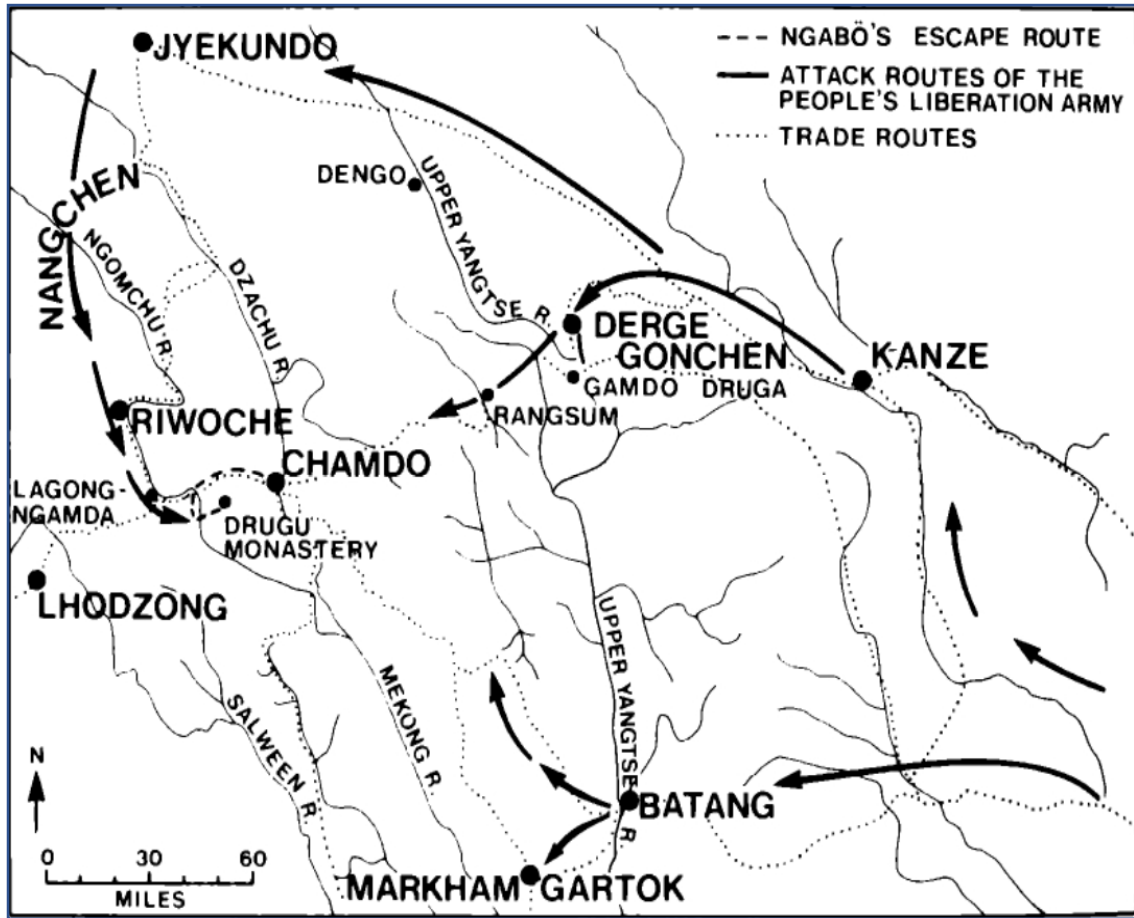 JYEKUNDO
--- NGABÖ'S ESCAPE ROUTE
ATTACK ROUTES OF THE
PEOPLE'S LIBERATION ARMY
TRADE ROUTES
DENGO
NANGCHEN
NGOMCHU R
DZACHU R
UPPER YANGTSE R.
DERGE
GONCHEN
KANZE
GAMDO DRUGA
RANGSUM
RIWOCHE
CHAMDO
LAGONG-
NGAMDA
DRUGU
MONASTERY
LHODZONG
SALWEEN R
MEKONG R
UPPER YANGTSE R
BATANG
N
0 30 60
MILES
MARKHAM GARTOK